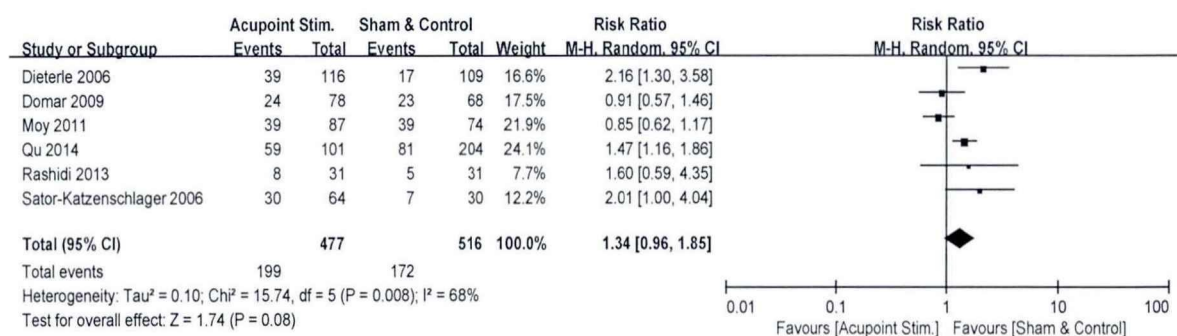 Acupoint Stim. Sham & Control Risk Ratio Risk Ratio
Study or Subgroup Events Total Events Total Weight M-H, Random, 95% CI M-H, Random, 95% CI
Dieterle 2006 39 116 17 109 16.6% 2.16 [1.30, 3.58]
Domar 2009 24 78 23 68 17.5% 0.91 [0.57, 1.46]
Moy 2011 39 87 39 74 21.9% 0.85 [0.62, 1.17]
Qu 2014 59 101 81 204 24.1% 1.47 [1.16, 1.86]
Rashidi 2013 8 31 5 31 7.7% 1.60 [0.59, 4.35]
Sator-Katzenschlager 2006 30 64 7 30 12.2% 2.01 [1.00, 4.04]
Total (95% CI) 477 516 100.0% 1.34 [0.96, 1.85]
Total events 199 172
Heterogeneity: Tau² = 0.10; Chi² = 15.74, df = 5 (P = 0.008); I² = 68%
Test for overall effect: Z = 1.74 (P = 0.08)
0.01 0.1 1 10 100
Favours [Acupoint Stim.] Favours [Sham & Control]